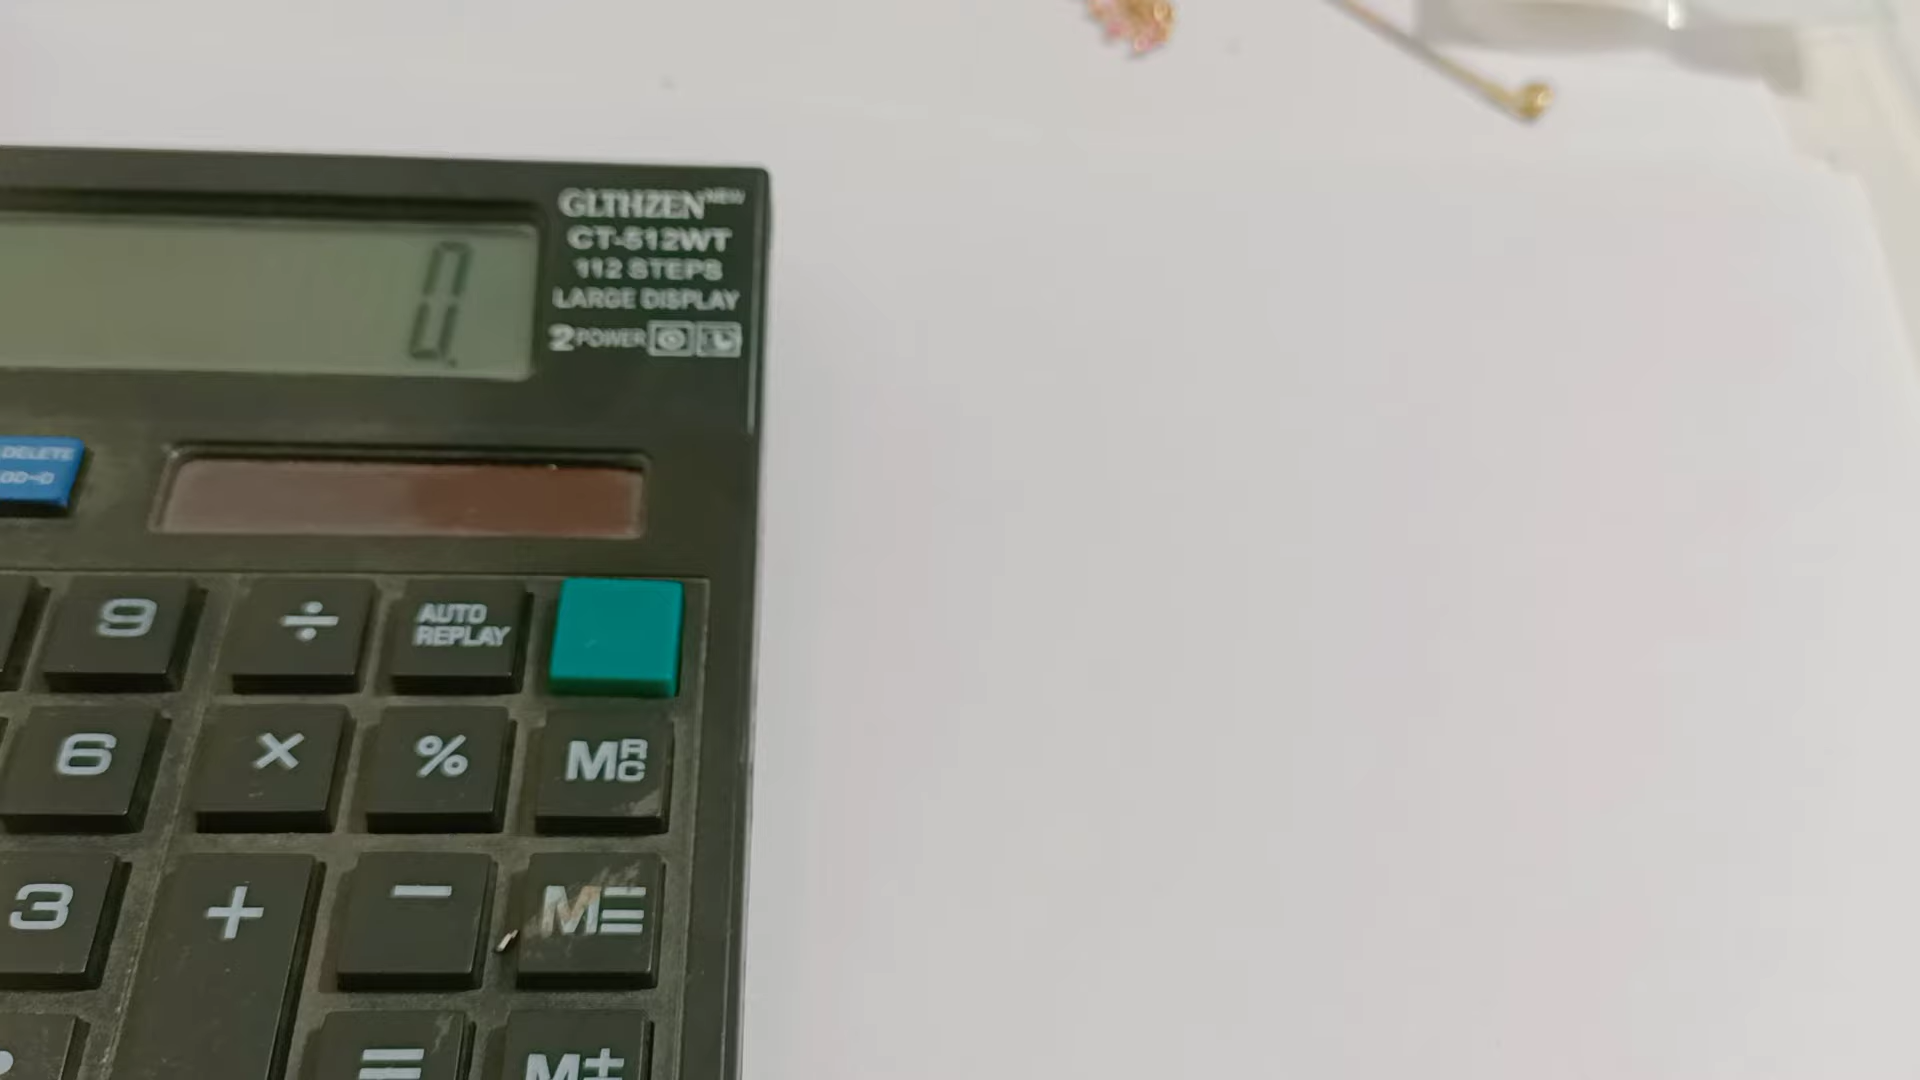 GLTHZEN NEW
CT-512WT
112 STEPS
LARGE DISPLAY
2 POWER
0.
DELETE
9 ÷ AUTO REPLAY
6 × % MRC
3 + − M=
. = M±